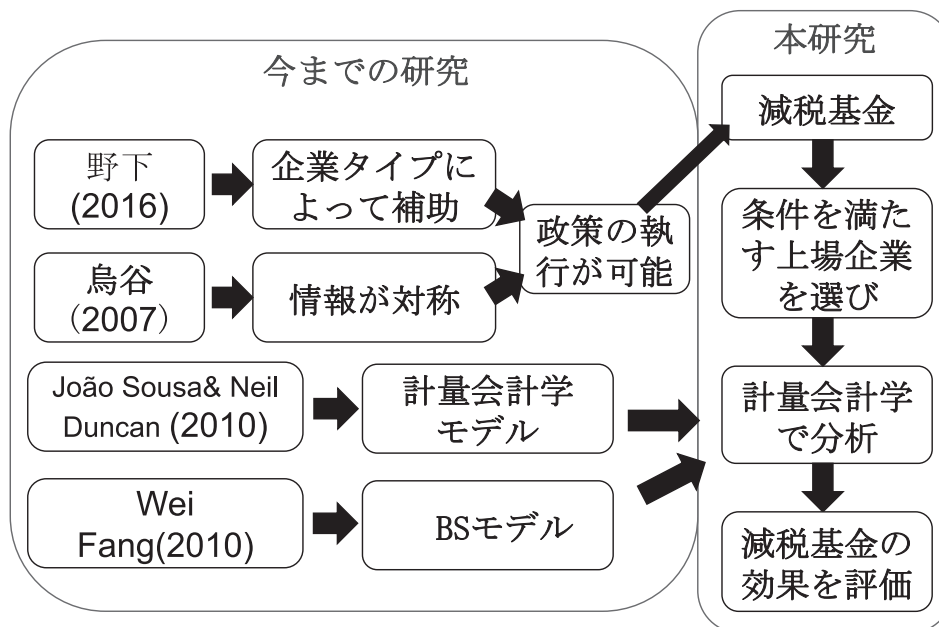 今までの研究
野下
(2016)
企業タイプに
よって補助
烏谷
(2007)
情報が対称
政策の執
行が可能
João Sousa& Neil
Duncan (2010)
計量会計学
モデル
Wei
Fang(2010)
BSモデル
本研究
減税基金
条件を満た
す上場企業
を選び
計量会計学
で分析
減税基金の
効果を評価